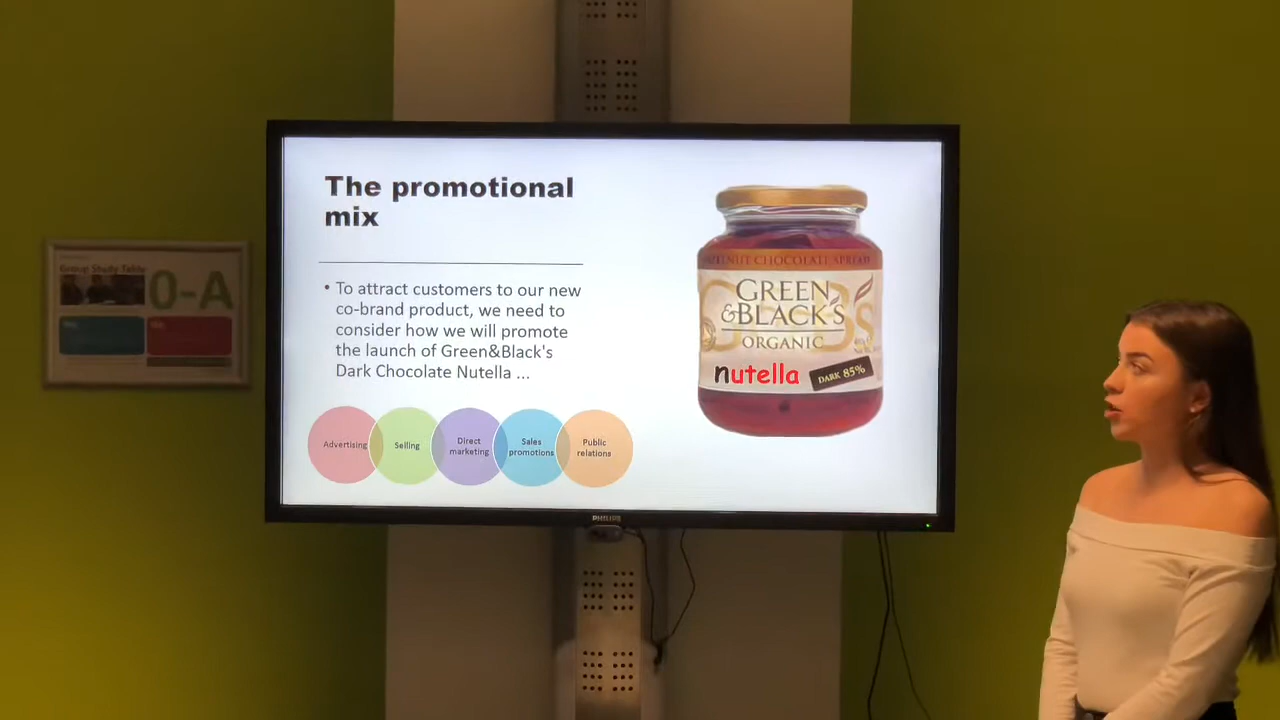 The promotional
mix
• To attract customers to our new
co-brand product, we need to
consider how we will promote
the launch of Green&Black's
Dark Chocolate Nutella ...
Advertising
Selling
Direct
marketing
Sales
promotions
Public
relations
HAZELNUT CHOCOLATE SPREAD
GREEN
&BLACK'S
ORGANIC
nutella
DARK 85%
PHILIPS
Group Study Table
0-A